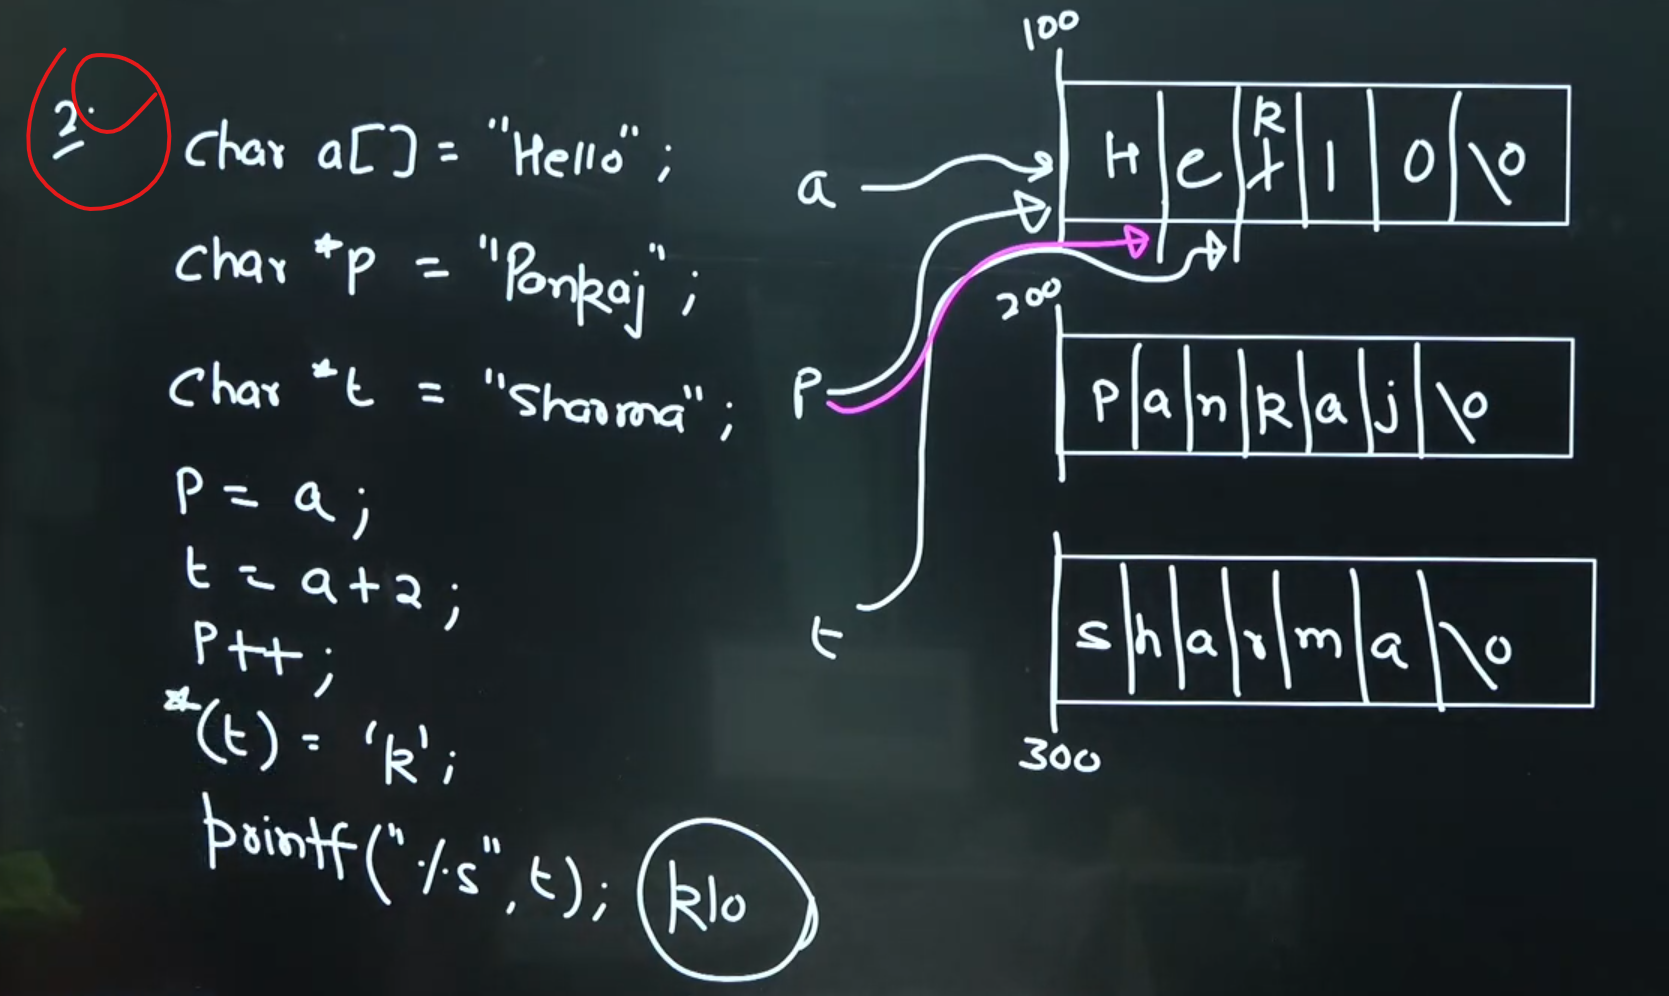 2.
char a[] = "Hello";
char *p = "Pankaj";
char *t = "Sharma";
P = a;
t = a+2;
P++;
*(t) = 'k';
printf("%s", t); klo
100
a
H e l l o \0
k
200
P
P a n k a j \0
t
s h a r m a \0
300